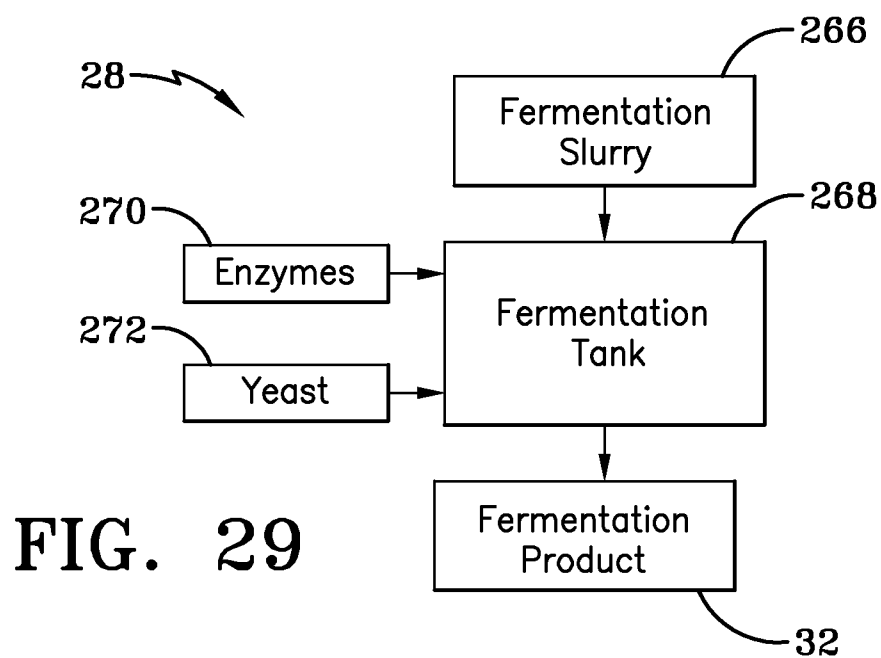 266
28
Fermentation
Slurry
270
268
Enzymes
Fermentation
Tank
272
Yeast
Fermentation
Product
FIG. 29
32